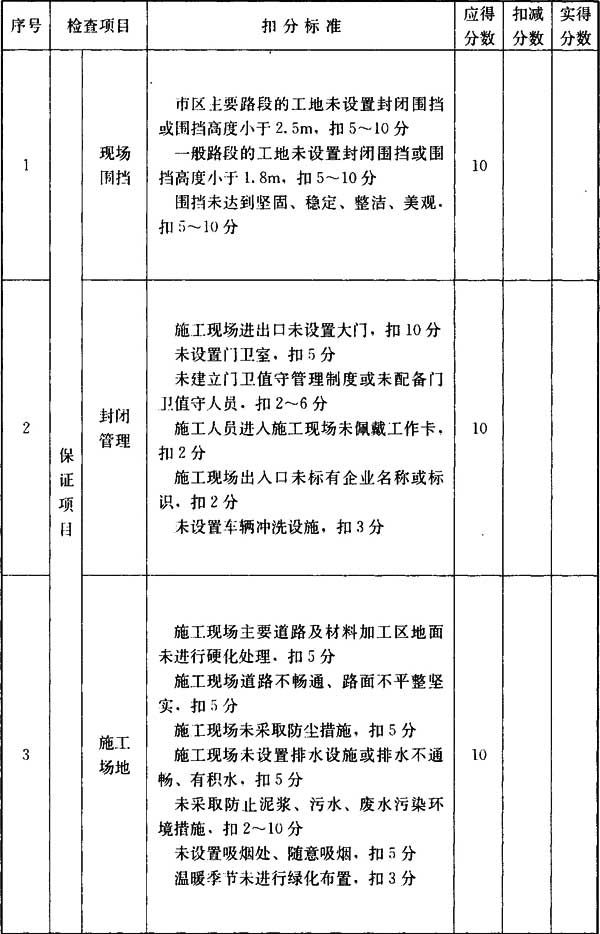 序号 检查项目 扣分标准 应得分数 扣减分数 实得分数
1
保证项目
现场
围挡
市区主要路段的工地未设置封闭围挡
或围挡高度小于2.5m，扣5～10分
一般路段的工地未设置封闭围挡或围
挡高度小于1.8m，扣5～10分
围挡未达到坚固、稳定、整洁、美观，
扣5～10分
10
2
封闭
管理
施工现场进出口未设置大门，扣10分
未设置门卫室，扣5分
未建立门卫值守管理制度或未配备门
卫值守人员，扣2～6分
施工人员进入施工现场未佩戴工作卡，
扣2分
施工现场出入口未标有企业名称或标
识，扣2分
未设置车辆冲洗设施，扣3分
10
3
施工
场地
施工现场主要道路及材料加工区地面
未进行硬化处理，扣5分
施工现场道路不畅通、路面不平整坚
实，扣5分
施工现场未采取防尘措施，扣5分
施工现场未设置排水设施或排水不通
畅、有积水，扣5分
未采取防止泥浆、污水、废水污染环
境措施，扣2～10分
未设置吸烟处、随意吸烟，扣5分
温暖季节未进行绿化布置，扣3分
10